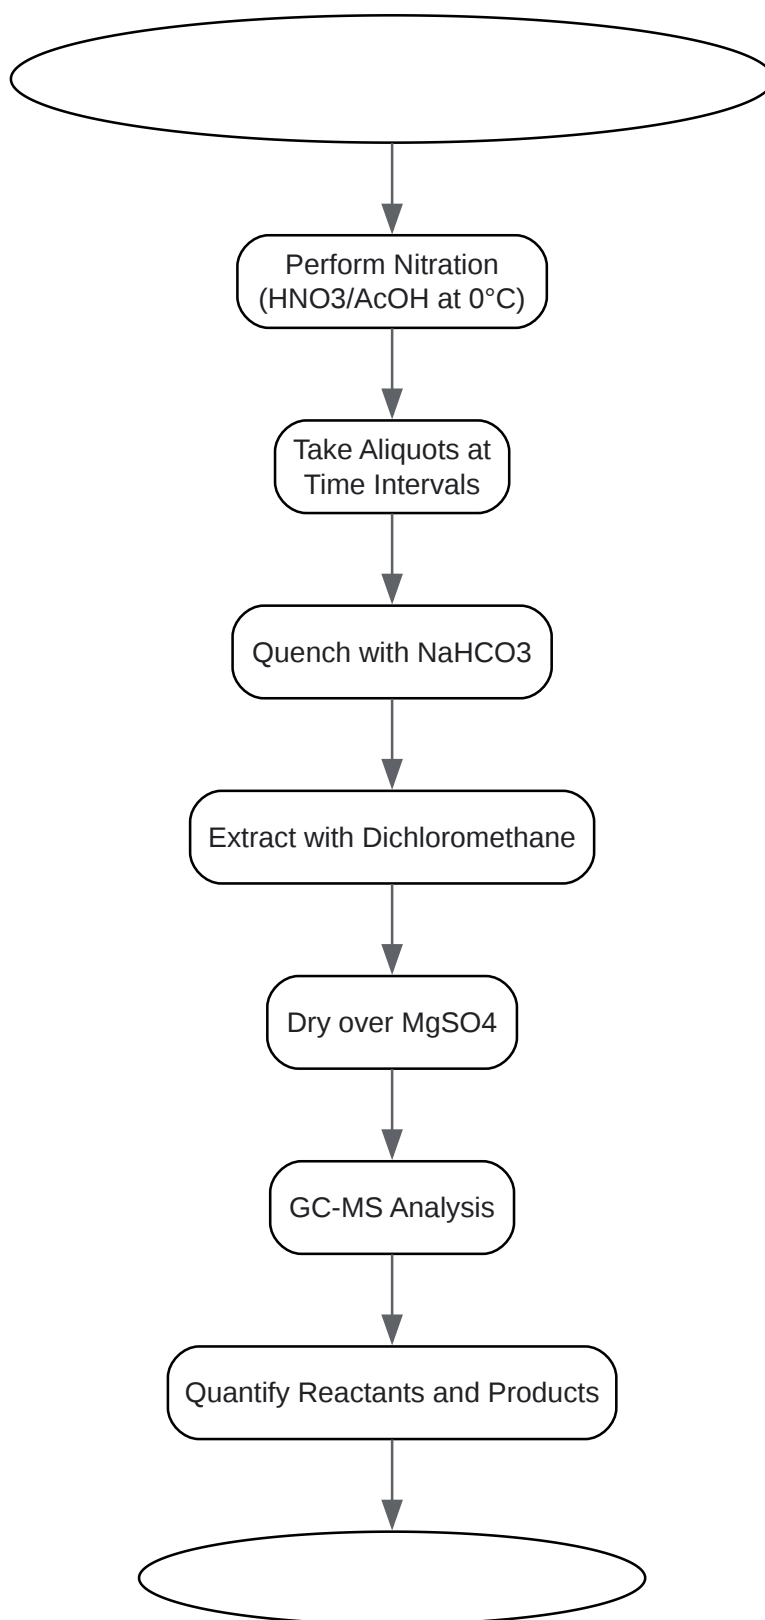 Perform Nitration
(HNO3/AcOH at 0°C)
Take Aliquots at
Time Intervals
Quench with NaHCO3
Extract with Dichloromethane
Dry over MgSO4
GC-MS Analysis
Quantify Reactants and Products